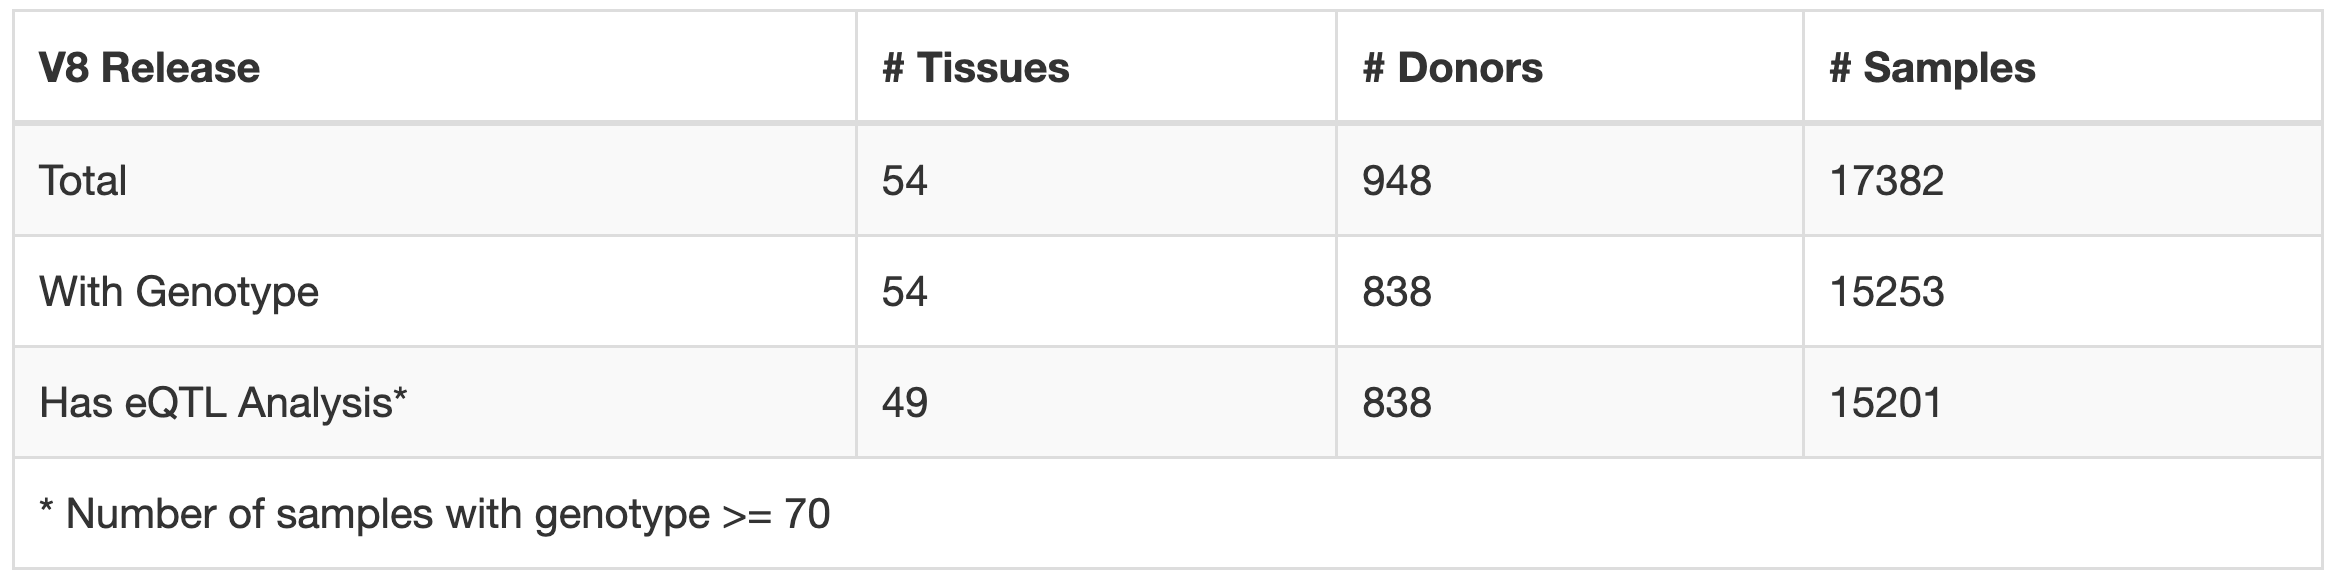 V8 Release # Tissues # Donors # Samples
Total 54 948 17382
With Genotype 54 838 15253
Has eQTL Analysis* 49 838 15201
* Number of samples with genotype >= 70